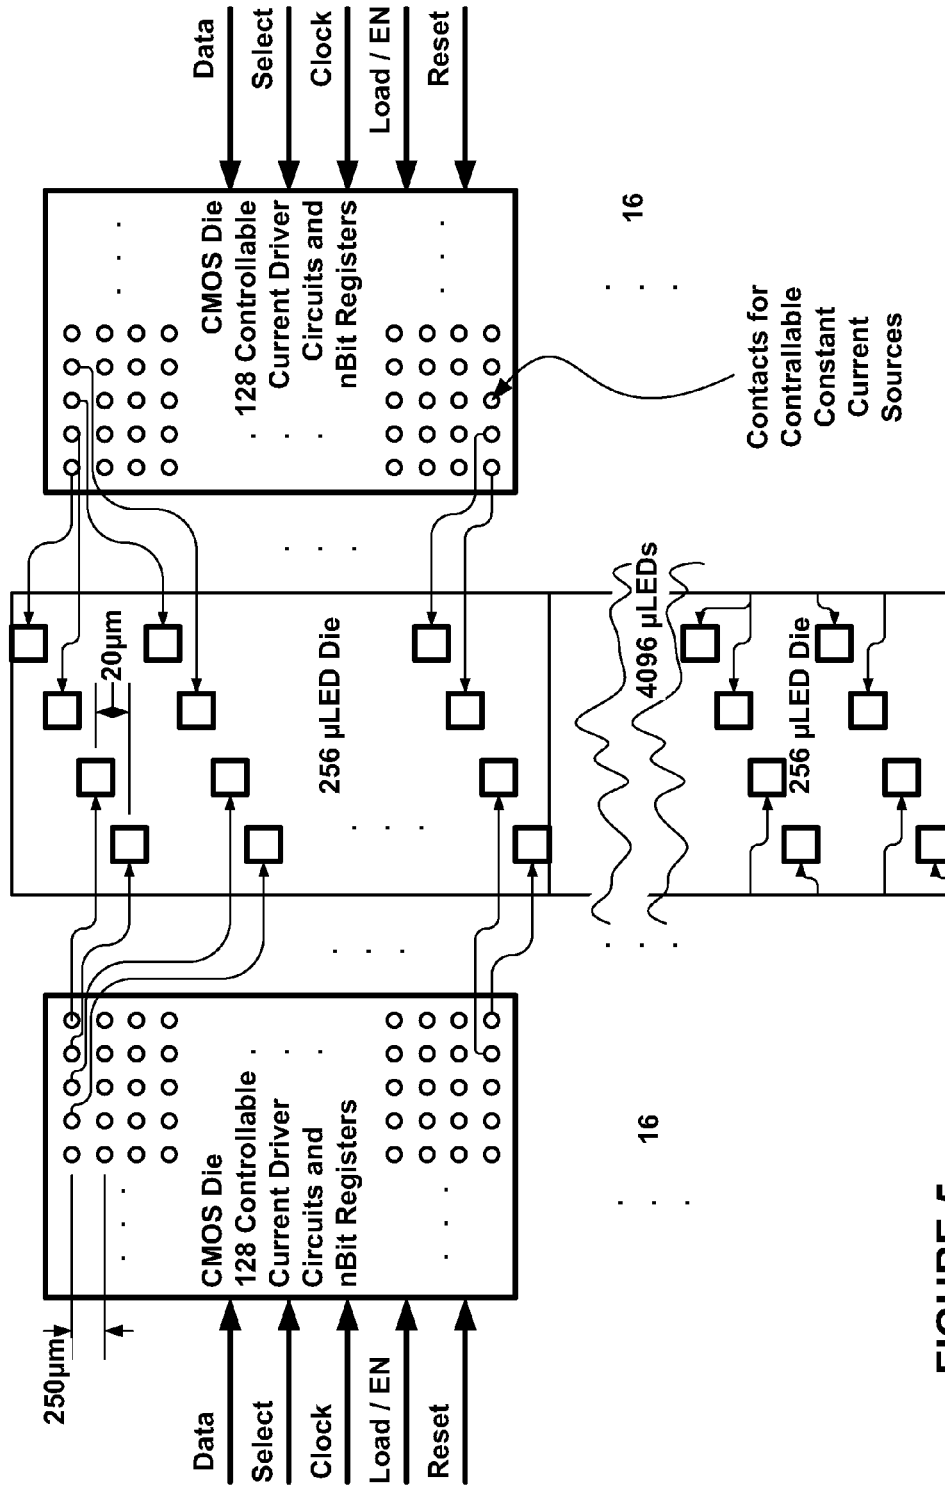 250µm
Data
Select
Clock
Load / EN
Reset
CMOS Die
128 Controllable
Current Driver
Circuits and
nBit Registers
16
20µm
256 µLED Die
4096 µLEDs
256 µLED Die
CMOS Die
128 Controllable
Current Driver
Circuits and
nBit Registers
Data
Select
Clock
Load / EN
Reset
16
Contacts for
Contrallable
Constant
Current
Sources
FIGURE 5